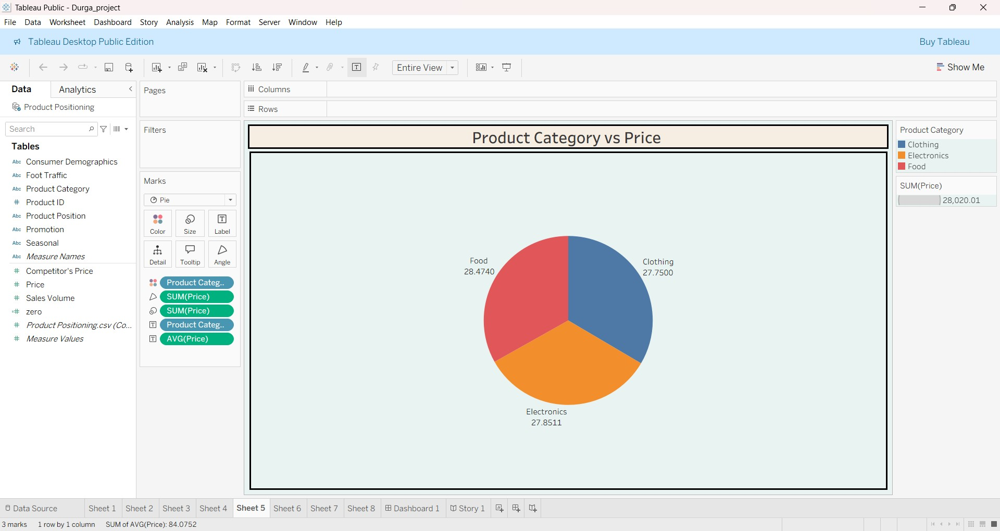 Tableau Public - Durga_project
File Data Worksheet Dashboard Story Analysis Map Format Server Window Help
Tableau Desktop Public Edition
Buy Tableau
Entire View
Show Me
Data
Analytics
Product Positioning
Search
Tables
Abc Consumer Demographics
Abc Foot Traffic
Abc Product Category
# Product ID
Abc Product Position
Abc Promotion
Abc Seasonal
Abc Measure Names
# Competitor's Price
# Price
# Sales Volume
=# zero
# Product Positioning.csv (Co...
# Measure Values
Pages
Filters
Marks
Pie
Color Size Label
Detail Tooltip Angle
Product Categ..
SUM(Price)
SUM(Price)
Product Categ..
AVG(Price)
Columns
Rows
Product Category vs Price
Food
28.4740
Clothing
27.7500
Electronics
27.8511
Product Category
Clothing
Electronics
Food
SUM(Price)
28,020.01
Data Source Sheet 1 Sheet 2 Sheet 3 Sheet 4 Sheet 5 Sheet 6 Sheet 7 Sheet 8 Dashboard 1 Story 1
3 marks 1 row by 1 column SUM of AVG(Price): 84.0752